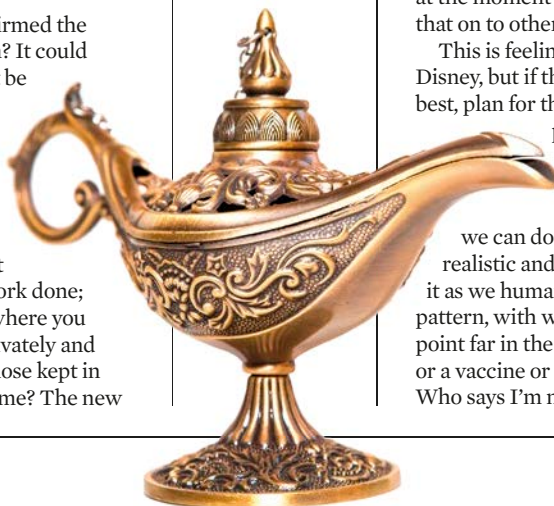 irmed the
? It could
be
t
ork done;
where you
ivately and
ose kept in
me? The new
at the moment
that on to othe
This is feelin
Disney, but if th
best, plan for th
we can do
realistic and
it as we huma
pattern, with w
point far in the
or a vaccine or
Who says I'm n